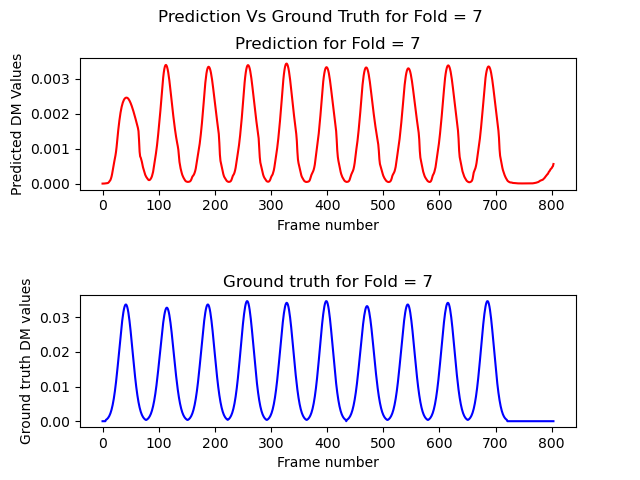 Prediction Vs Ground Truth for Fold = 7
Prediction for Fold = 7
Predicted DM Values
0.003
0.002
0.001
0.000
0 100 200 300 400 500 600 700 800
Frame number
Ground truth for Fold = 7
Ground truth DM values
0.03
0.02
0.01
0.00
0 100 200 300 400 500 600 700 800
Frame number